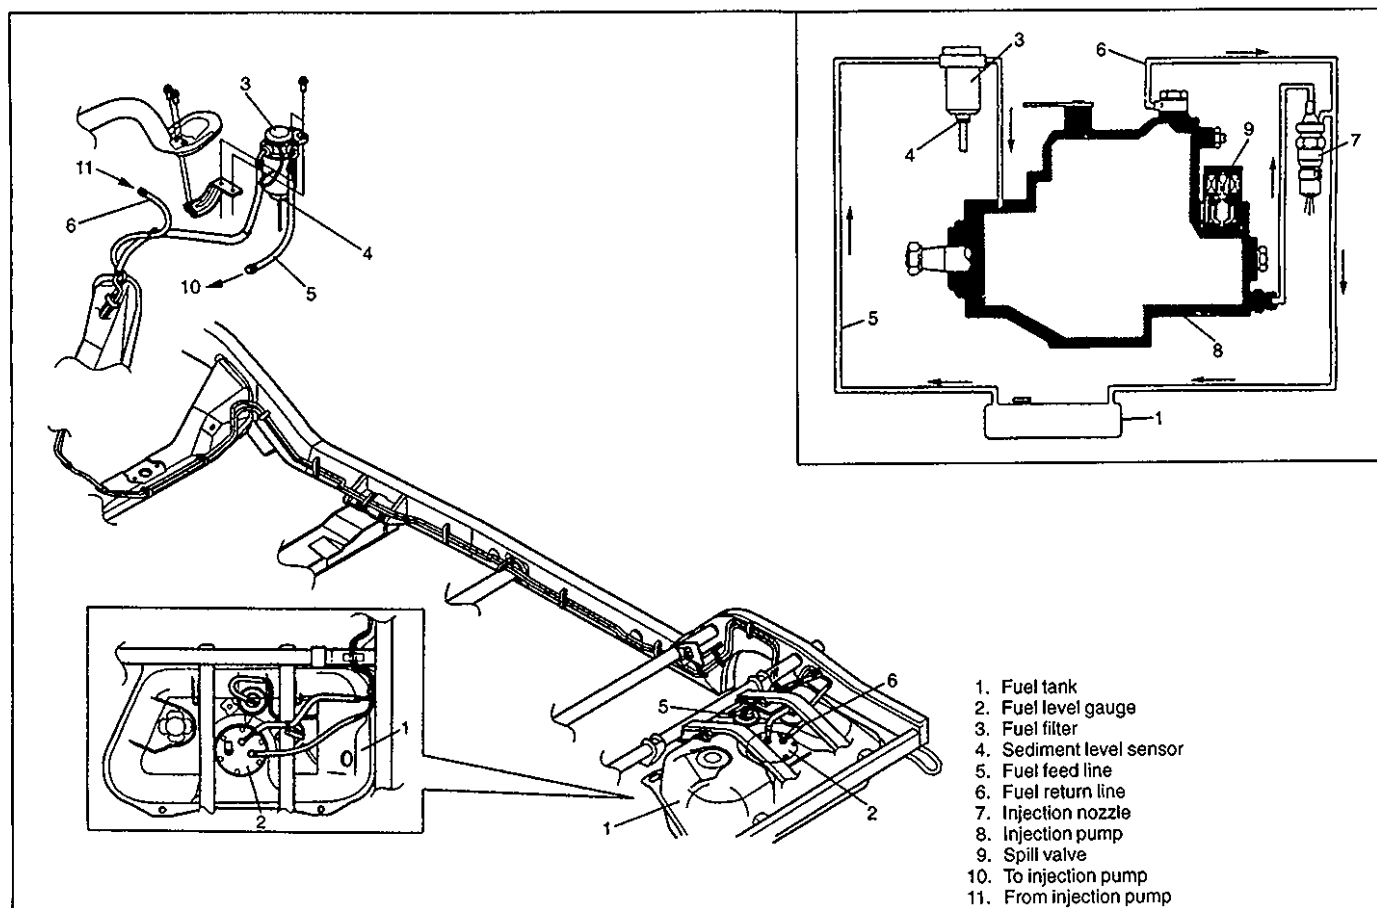 3
11
6
4
10
5
3
6
9
4
7
5
8
1
6
5
1
2
1
2
1. Fuel tank
2. Fuel level gauge
3. Fuel filter
4. Sediment level sensor
5. Fuel feed line
6. Fuel return line
7. Injection nozzle
8. Injection pump
9. Spill valve
10. To injection pump
11. From injection pump